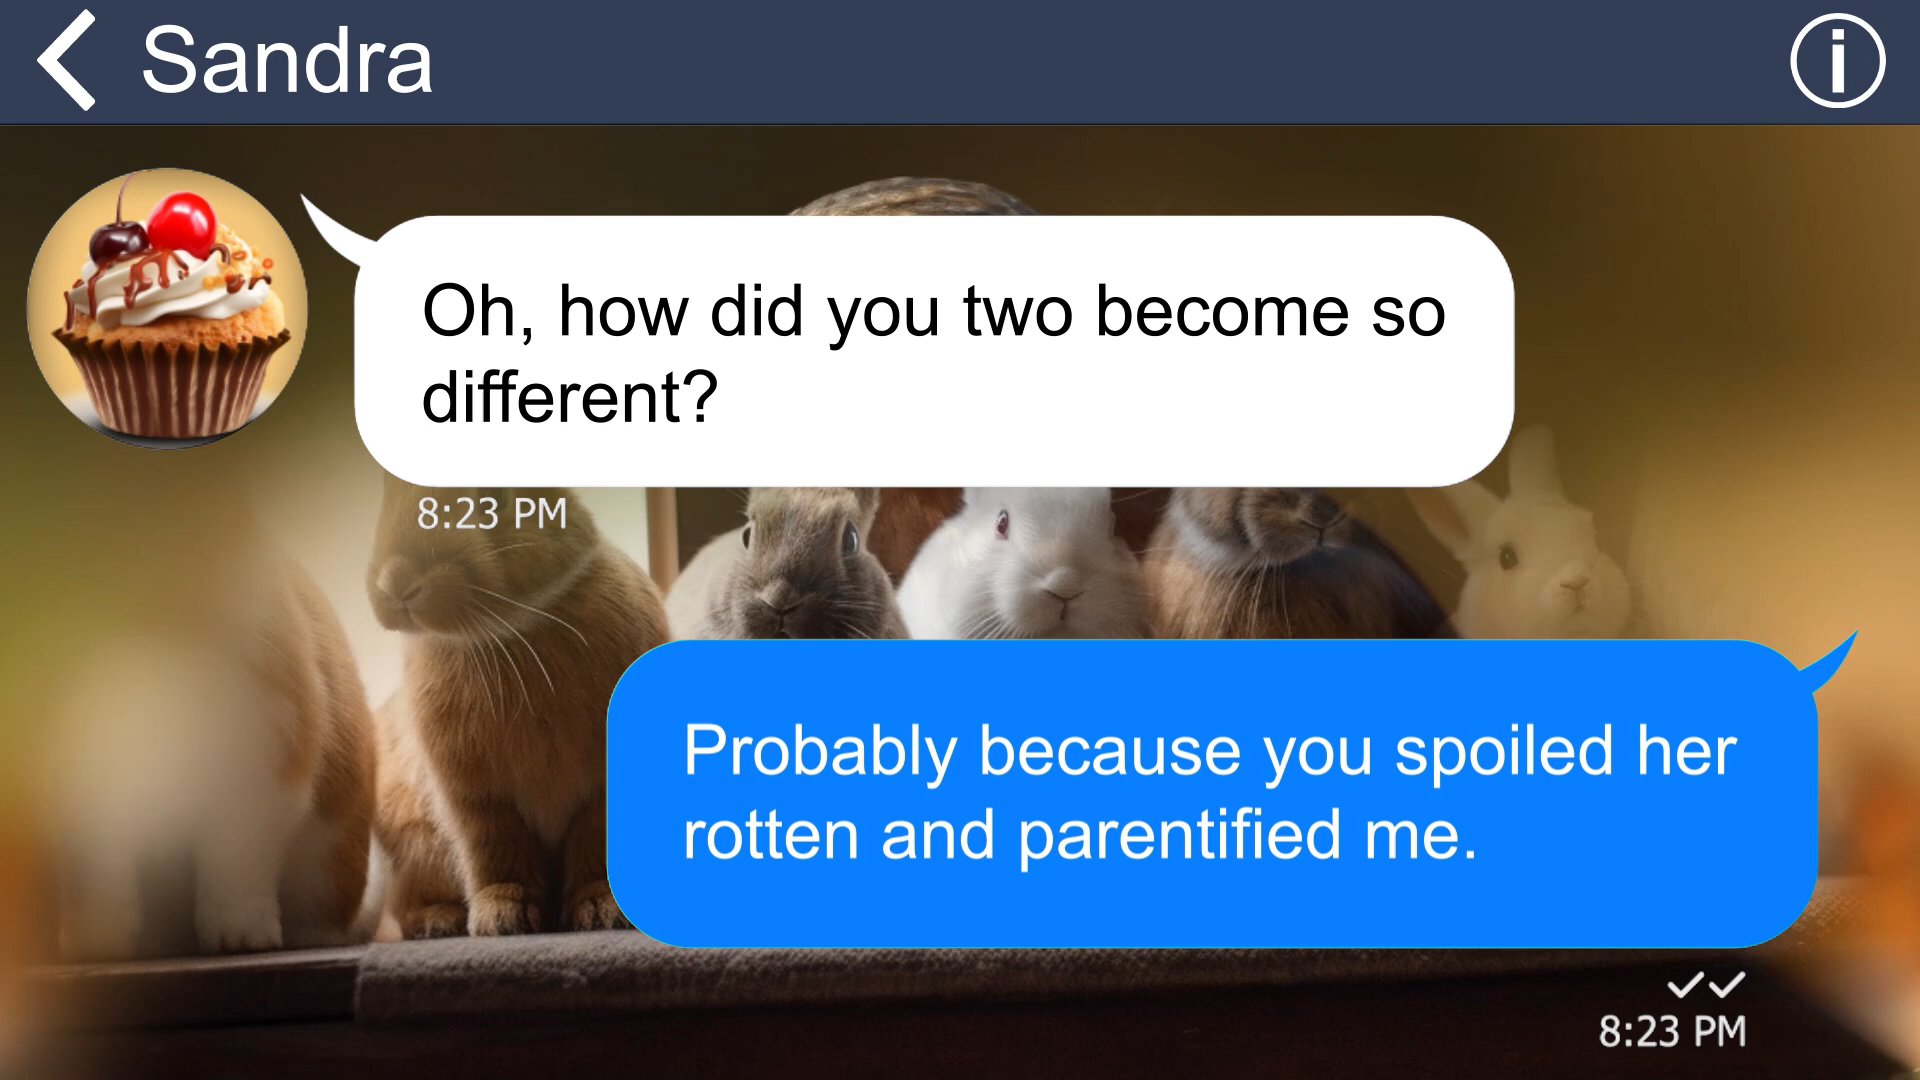 Sandra
Oh, how did you two become so
different?
8:23 PM
Probably because you spoiled her
rotten and parentified me.
8:23 PM